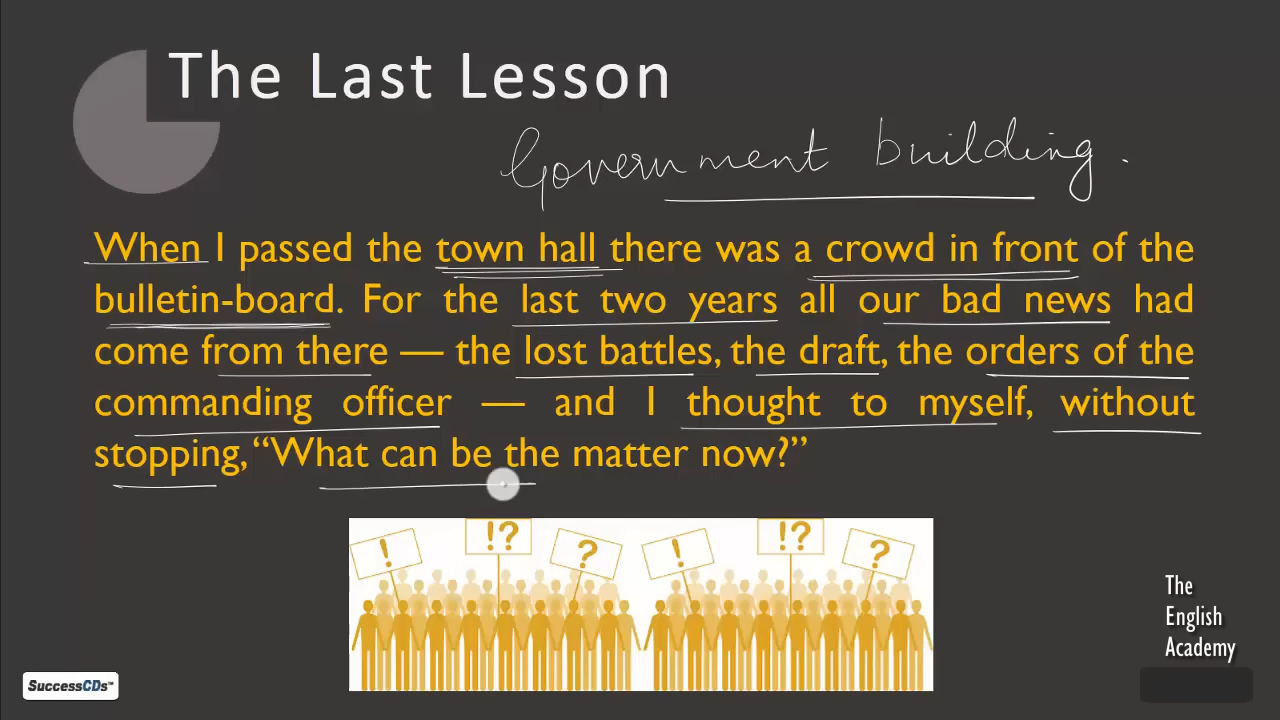 The Last Lesson
Government building.
When I passed the town hall there was a crowd in front of the
bulletin-board. For the last two years all our bad news had
come from there — the lost battles, the draft, the orders of the
commanding officer — and I thought to myself, without
stopping, “What can be the matter now?”
! !? ? ! !? ?
The
English
Academy
SuccessCDs™